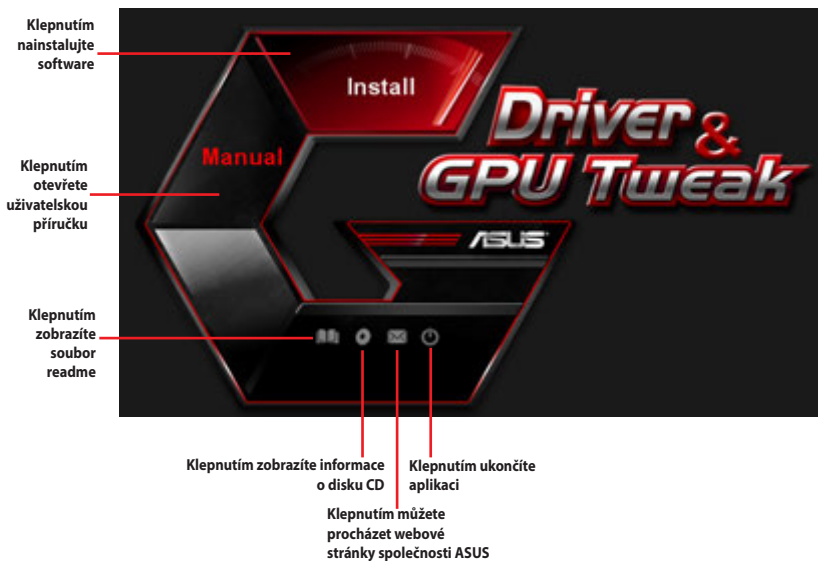 Klepnutím
nainstalujte
software
Install
Driver &
GPU Tweak
Manual
Klepnutím
otevřete
uživatelskou
příručku
ASUS
Klepnutím
zobrazíte
soubor
readme
Klepnutím zobrazíte informace
o disku CD
Klepnutím ukončíte
aplikaci
Klepnutím můžete
procházet webové
stránky společnosti ASUS